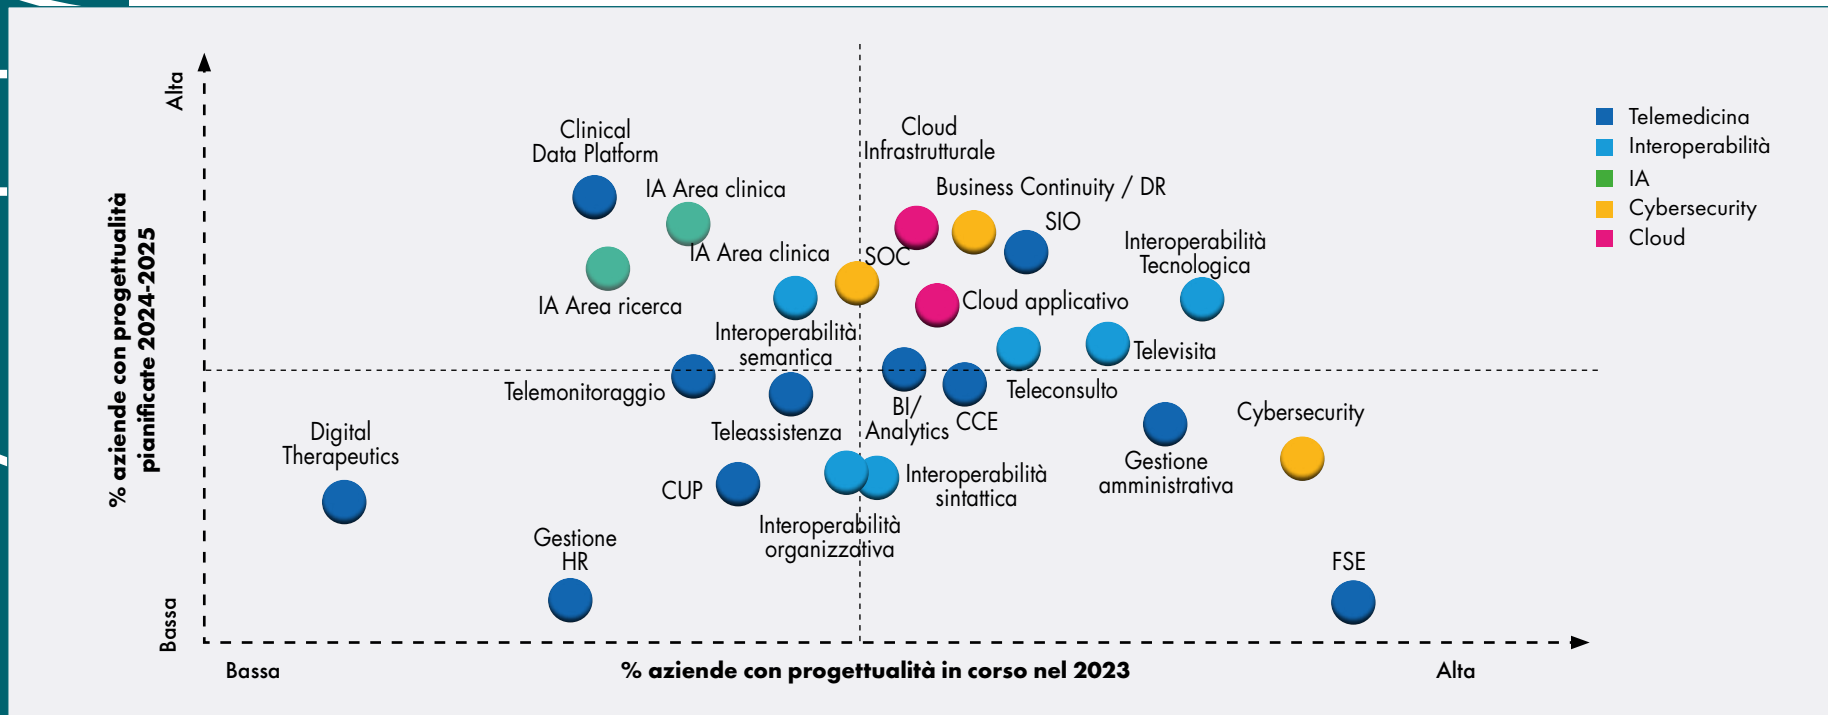 Alta
% aziende con progettualità
pianificate 2024-2025
Bassa
Clinical
Data Platform
IA Area clinica
IA Area clinica
IA Area ricerca
Interoperabilità
semantica
SOC
Cloud
Infrastrutturale
Business Continuity / DR
SIO
Interoperabilità
Tecnologica
Cloud applicativo
Televisita
Teleconsulto
Telemonitoraggio
Teleassistenza
BI/
Analytics
CCE
Digital
Therapeutics
CUP
Interoperabilità
organizzativa
Interoperabilità
sintattica
Gestione
amministrativa
Cybersecurity
Gestione
HR
FSE
Bassa
% aziende con progettualità in corso nel 2023
Alta
Telemedicina
Interoperabilità
IA
Cybersecurity
Cloud